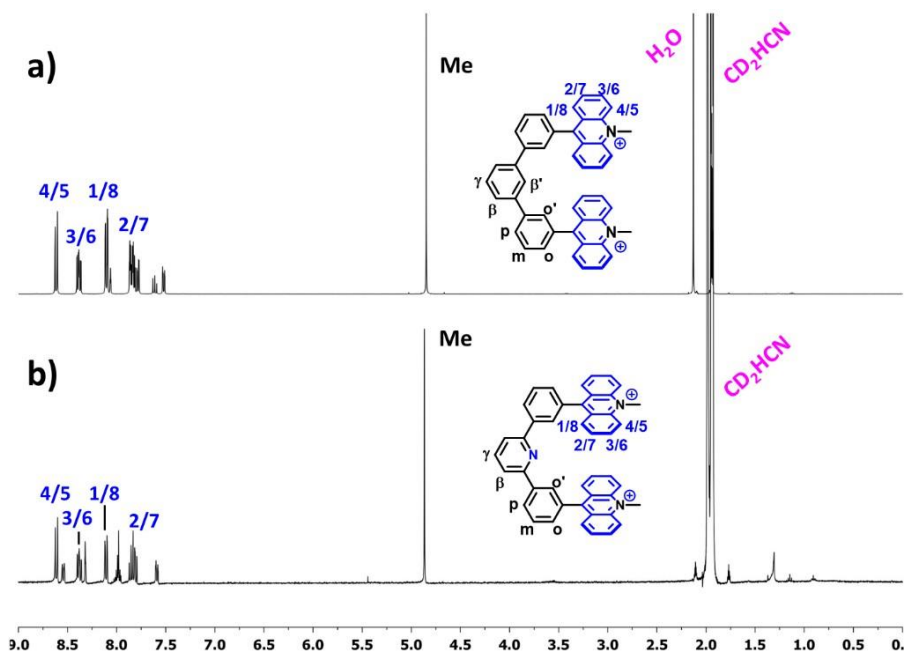 a)
Me
H₂O
CD₂HCN
2/7 3/6
1/8 4/5
N
⊕
γ
β'
β
o'
p
m
o
N
⊕
4/5
1/8
3/6
2/7
b)
Me
CD₂HCN
N
⊕
1/8 4/5
2/7 3/6
γ
N
β
o'
p
m
o
N
⊕
4/5
1/8
3/6
2/7
9.0 8.5 8.0 7.5 7.0 6.5 6.0 5.5 5.0 4.5 4.0 3.5 3.0 2.5 2.0 1.5 1.0 0.5 0.